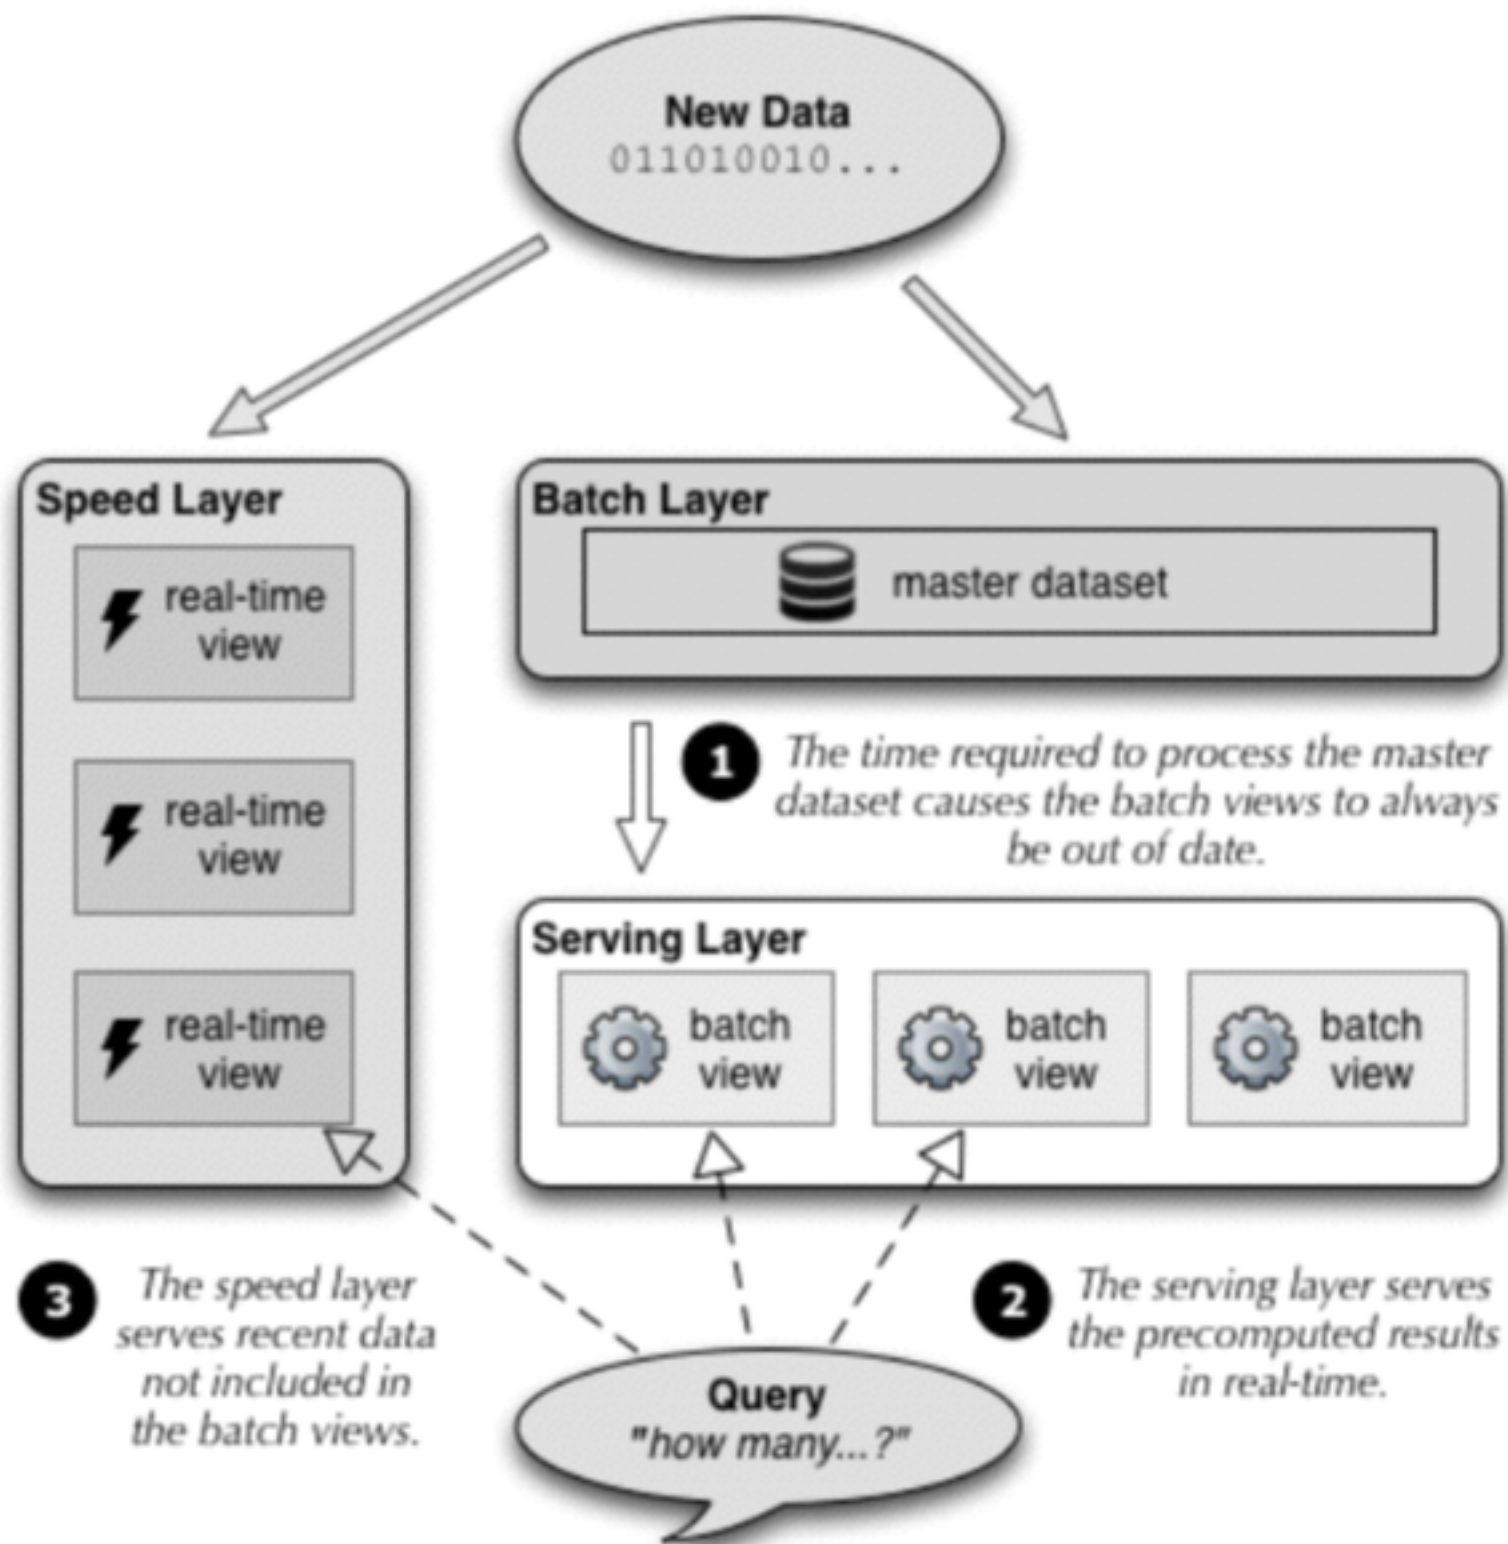 New Data
011010010...
Speed Layer
real-time
view
real-time
view
real-time
view
Batch Layer
master dataset
1
The time required to process the master
dataset causes the batch views to always
be out of date.
Serving Layer
batch
view
batch
view
batch
view
3
The speed layer
serves recent data
not included in
the batch views.
2
The serving layer serves
the precomputed results
in real-time.
Query
"how many...?"